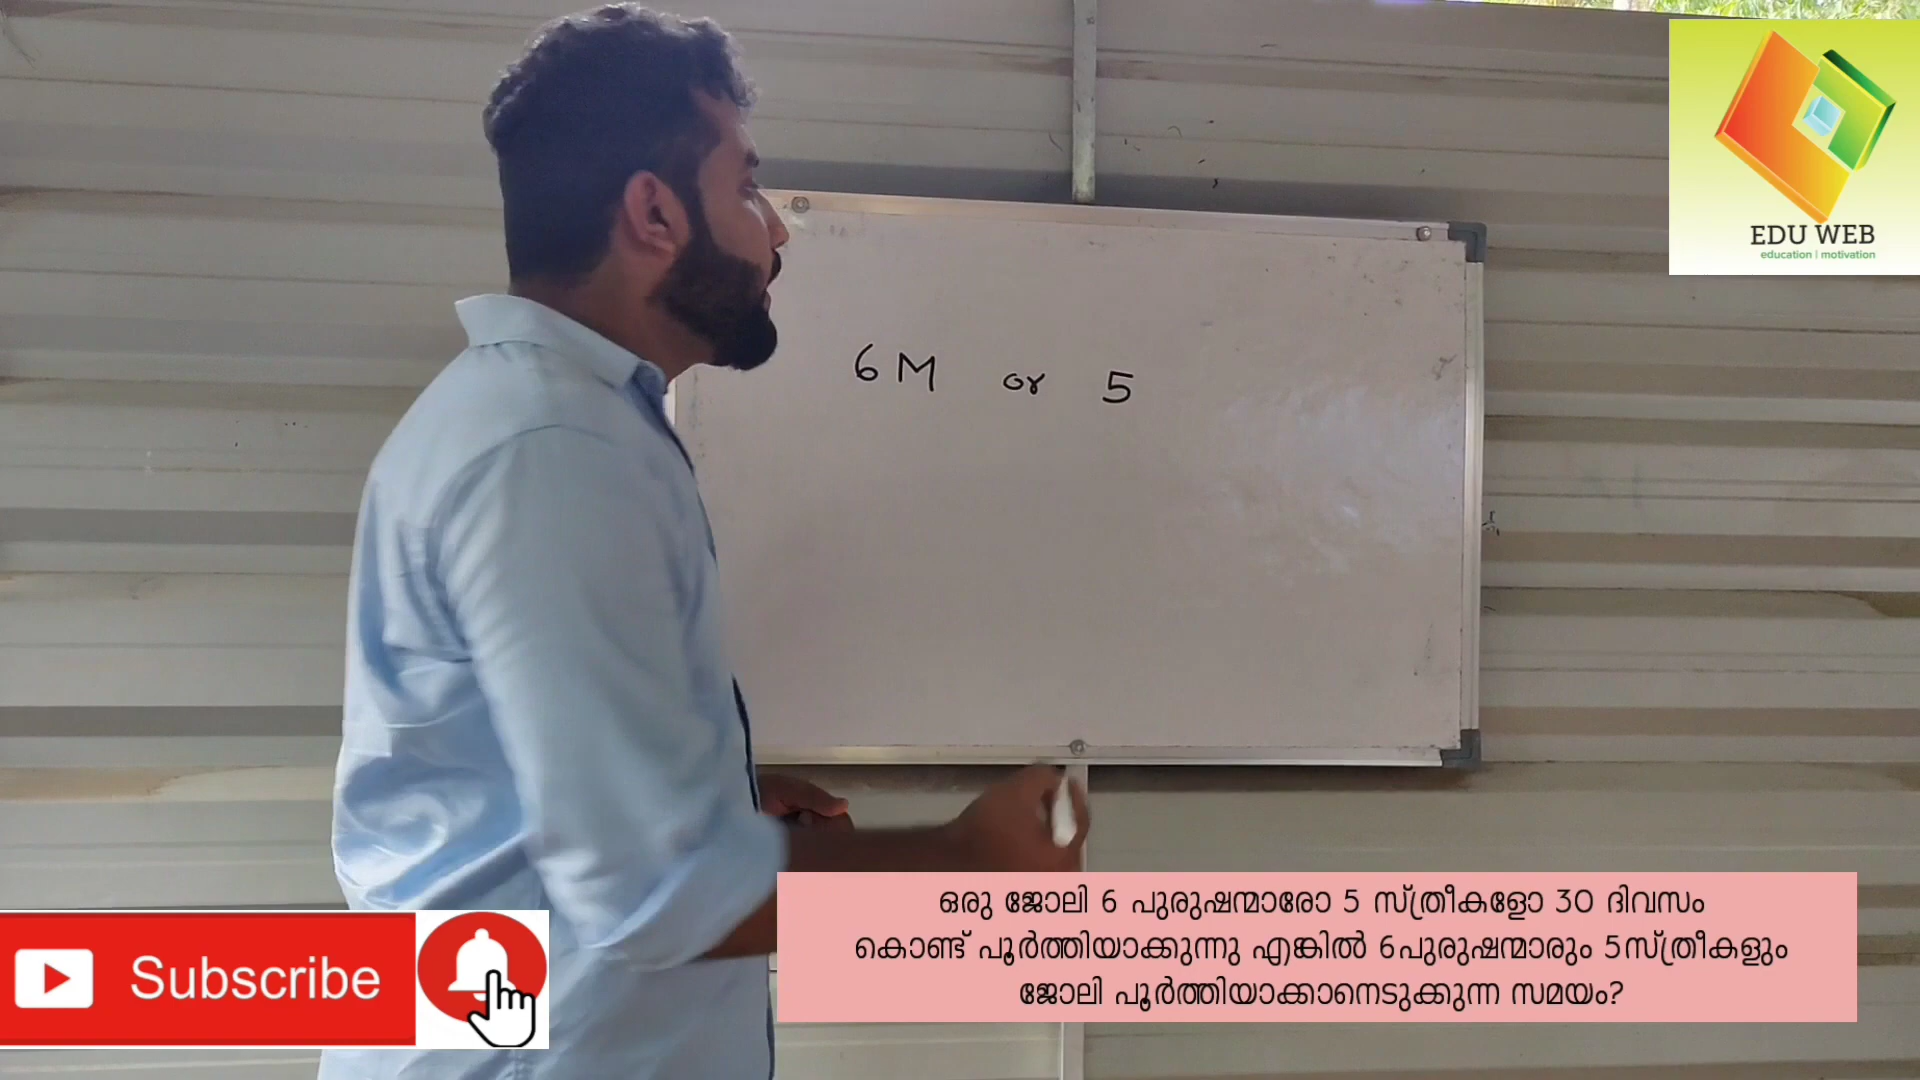 EDU WEB
education | motivation
6 M or 5
ഒരു ജോലി 6 പുരുഷന്മാരോ 5 സ്ത്രീകളോ 30 ദിവസം
കൊണ്ട് പൂർത്തിയാക്കുന്നു എങ്കിൽ 6പുരുഷന്മാരും 5സ്ത്രീകളും
ജോലി പൂർത്തിയാക്കാനെടുക്കുന്ന സമയം?
Subscribe